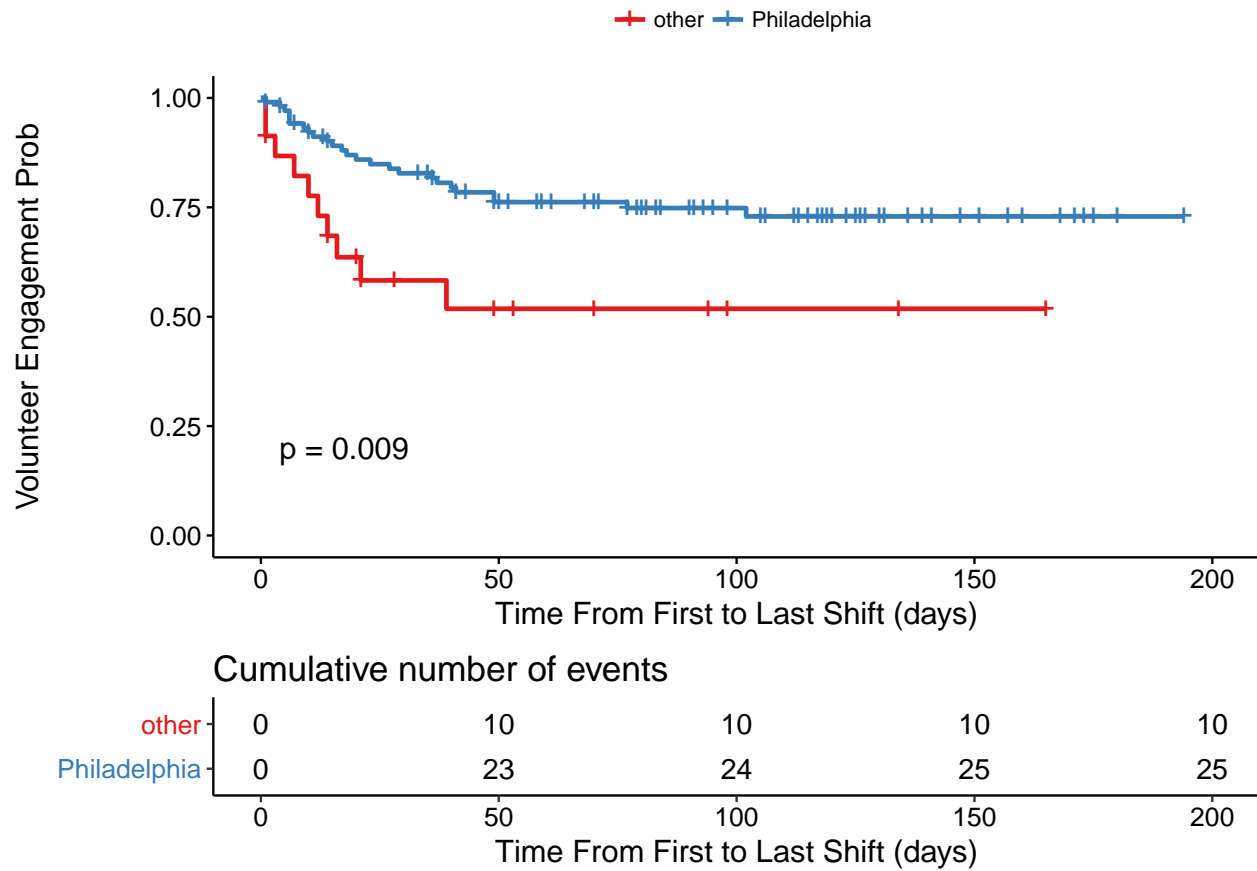 other Philadelphia
Volunteer Engagement Prob
1.00
0.75
0.50
0.25
0.00
p = 0.009
0 50 100 150 200
Time From First to Last Shift (days)
Cumulative number of events
other 0 10 10 10 10
Philadelphia 0 23 24 25 25
0 50 100 150 200
Time From First to Last Shift (days)